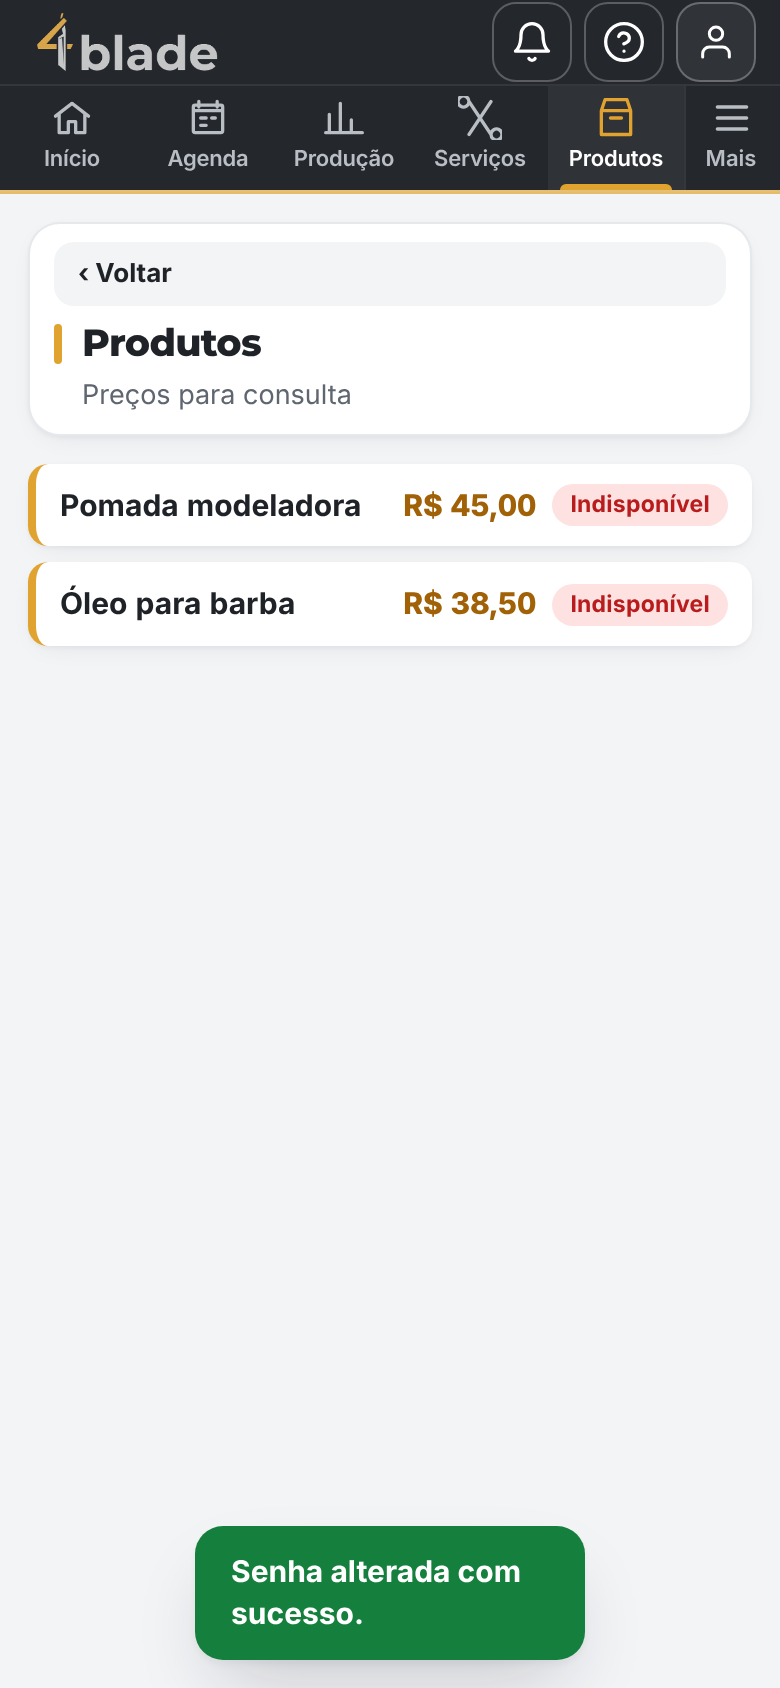 4blade
Início
Agenda
Produção
Serviços
Produtos
Mais
‹ Voltar
Produtos
Preços para consulta
Pomada modeladora R$ 45,00 Indisponível
Óleo para barba R$ 38,50 Indisponível
Senha alterada com
sucesso.